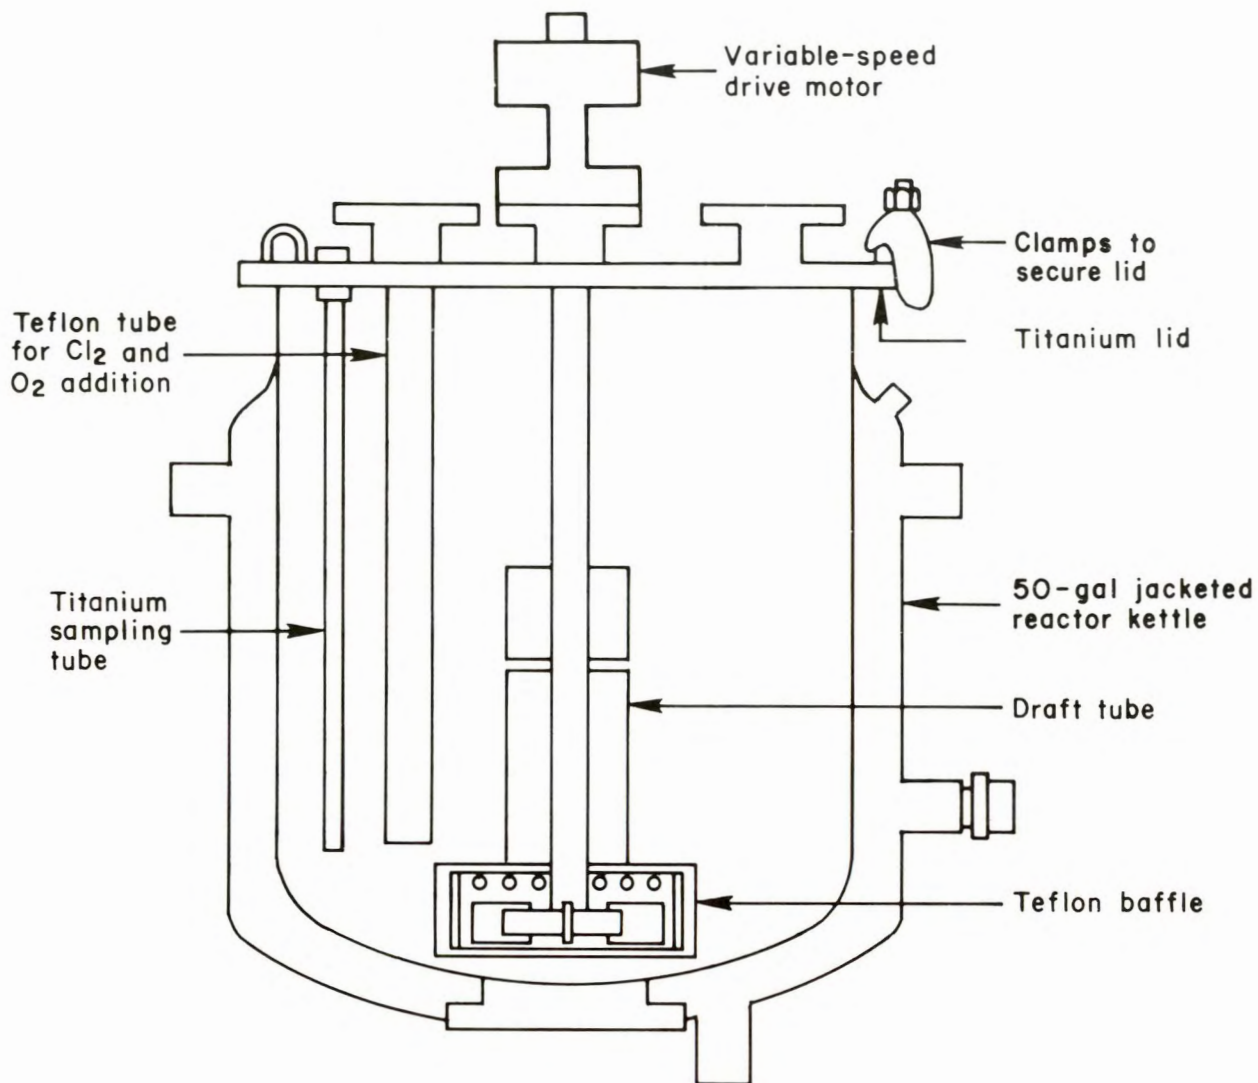 Variable-speed
drive motor
Clamps to
secure lid
Teflon tube
for Cl2 and
O2 addition
Titanium lid
Titanium
sampling
tube
50-gal jacketed
reactor kettle
Draft tube
Teflon baffle